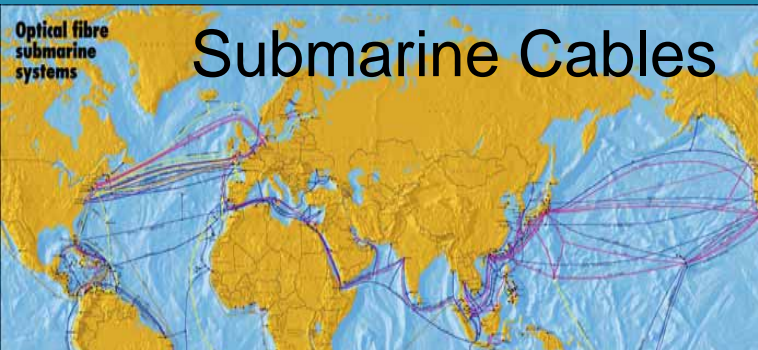 Optical fibre
submarine
systems
Submarine Cables